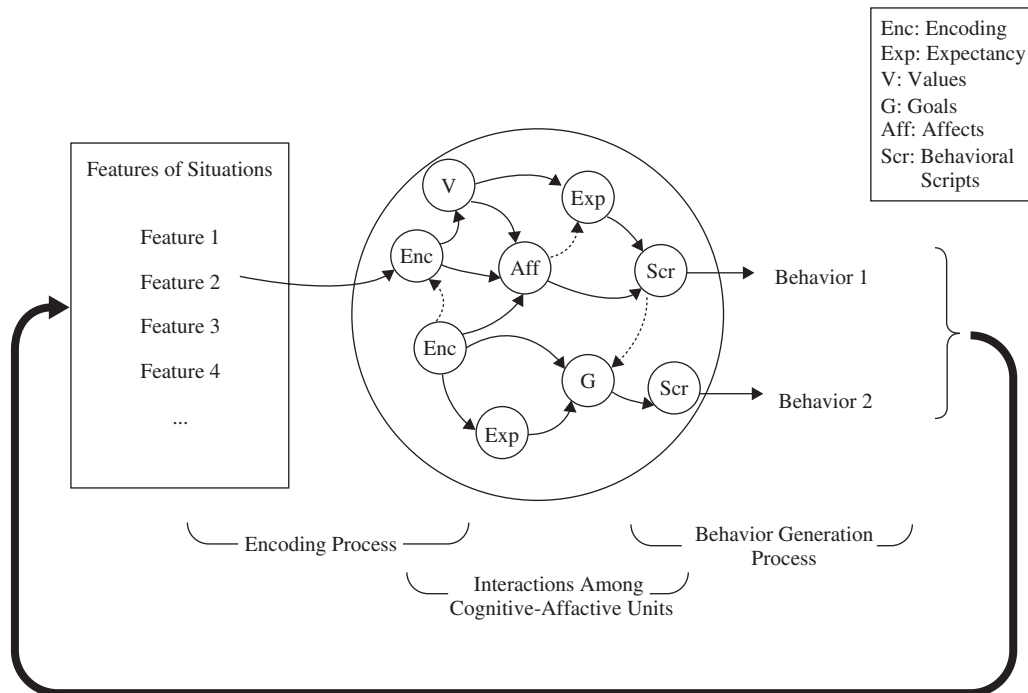 Enc: Encoding
Exp: Expectancy
V: Values
G: Goals
Aff: Affects
Scr: Behavioral
Scripts
Features of Situations
Feature 1
Feature 2
Feature 3
Feature 4
...
V
Exp
Enc
Aff
Scr
Enc
G
Scr
Exp
Behavior 1
Behavior 2
Encoding Process
Interactions Among
Cognitive-Affactive Units
Behavior Generation
Process